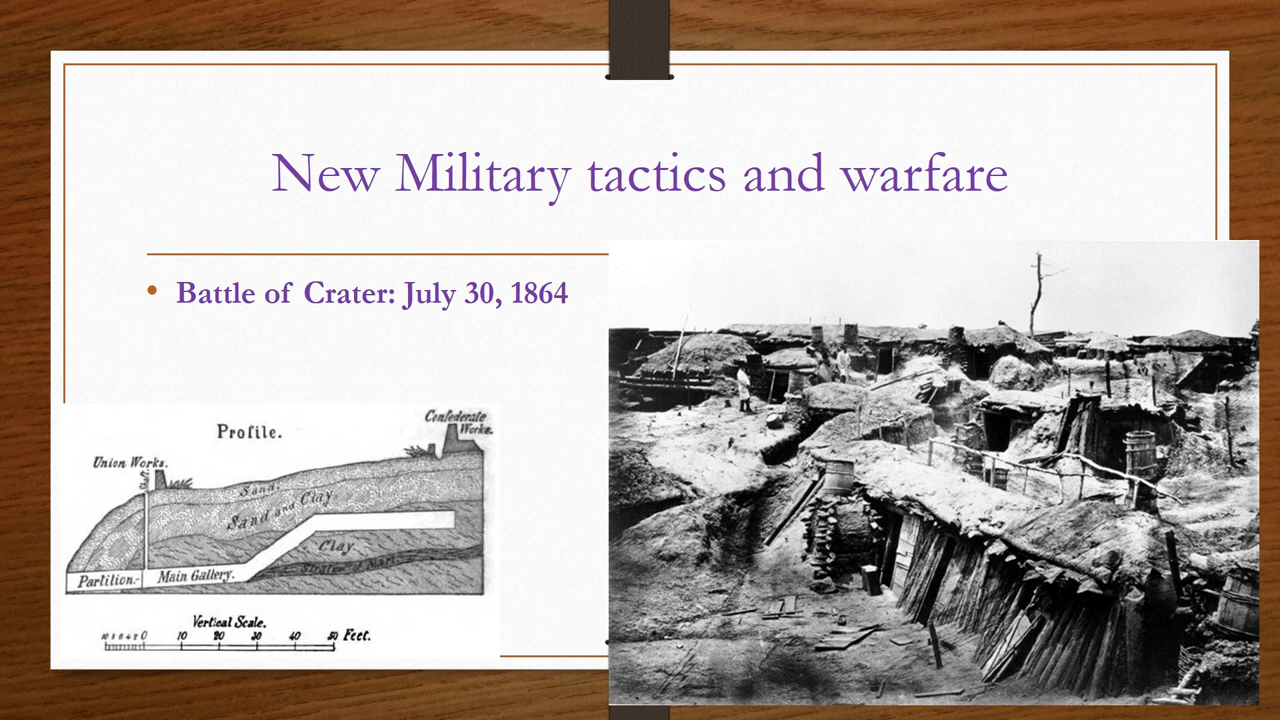 New Military tactics and warfare
• Battle of Crater: July 30, 1864
Profile.
Confederate
Works.
Union Works.
Sand.
Sand and Clay.
Clay.
Partition.-
Main Gallery.
Vertical Scale.
0 10 20 30 40 50 Feet.